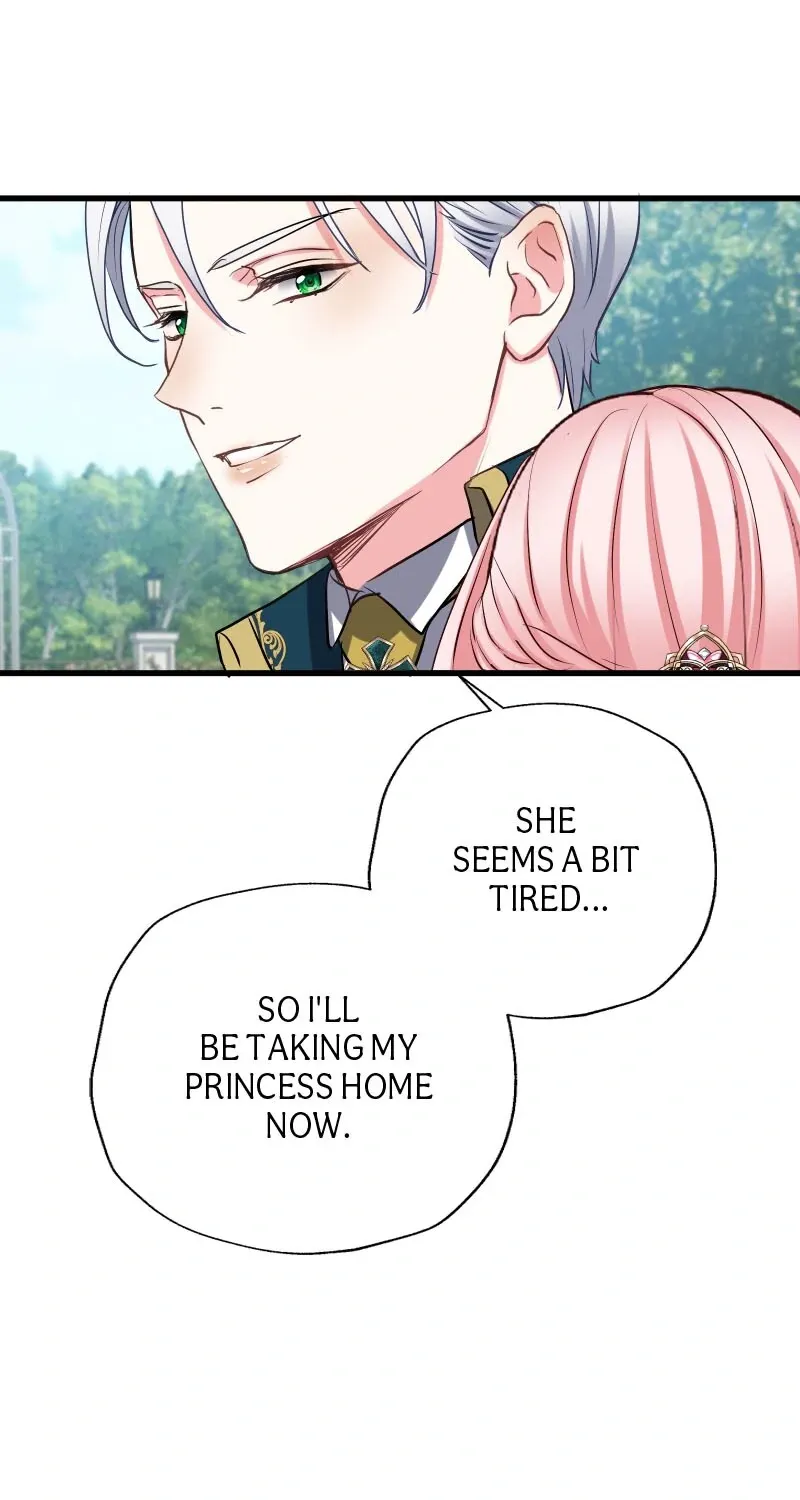 SHE
SEEMS A BIT
TIRED...
SO I'LL
BE TAKING MY
PRINCESS HOME
NOW.